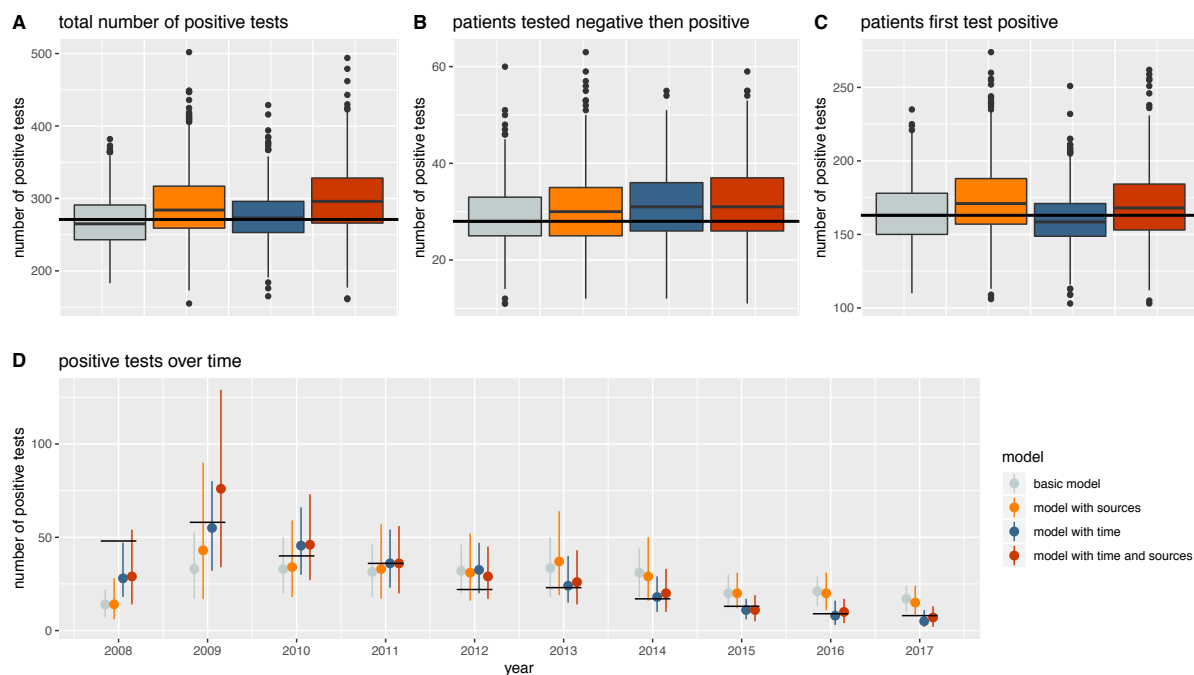 A total number of positive tests
B patients tested negative then positive
C patients first test positive
number of positive tests
500
400
300
200
number of positive tests
60
40
20
number of positive tests
250
200
150
100
D positive tests over time
number of positive tests
100
50
0
2008 2009 2010 2011 2012 2013 2014 2015 2016 2017
year
model
basic model
model with sources
model with time
model with time and sources